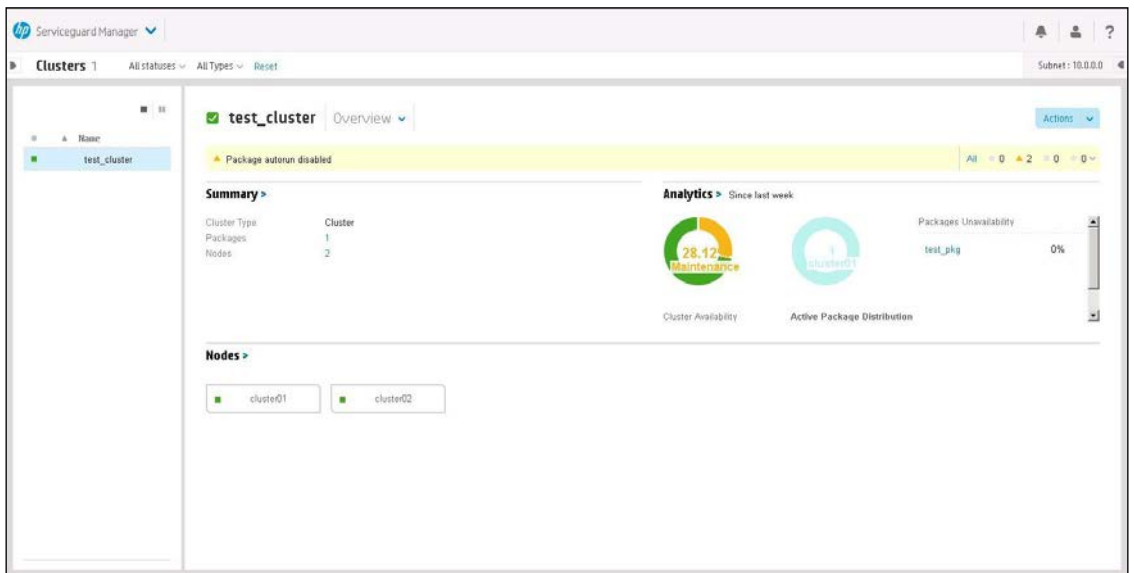 hp Serviceguard Manager
?
Clusters 1 All statuses All Types Reset
Subnet : 10.0.0.0
test_cluster Overview
Actions
Name
test_cluster
Package autorun disabled
All 0 2 0 0
Summary >
Analytics > Since last week
Cluster Type Cluster
Packages 1
Nodes 2
Packages Unavailability
test_pkg 0%
28.12%
Maintenance
1
cluster01
Cluster Availability
Active Package Distribution
Nodes >
cluster01
cluster02